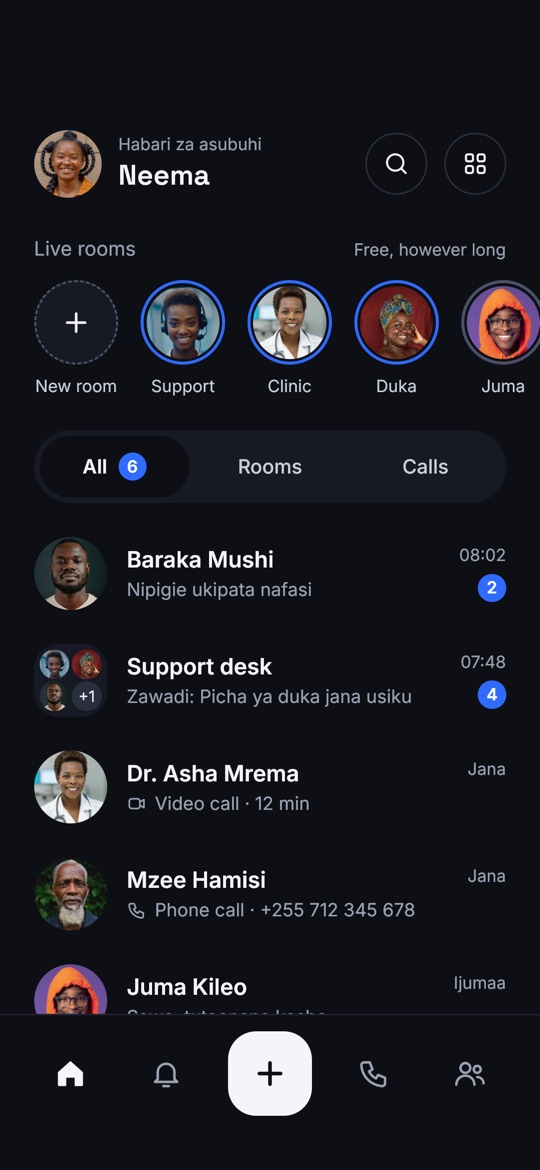 Habari za asubuhi
Neema
Live rooms
Free, however long
New room
Support
Clinic
Duka
Juma
All 6
Rooms
Calls
Baraka Mushi
08:02
Nipigie ukipata nafasi
2
Support desk
07:48
+1
Zawadi: Picha ya duka jana usiku
4
Dr. Asha Mrema
Jana
Video call · 12 min
Mzee Hamisi
Jana
Phone call · +255 712 345 678
Juma Kileo
Ijumaa